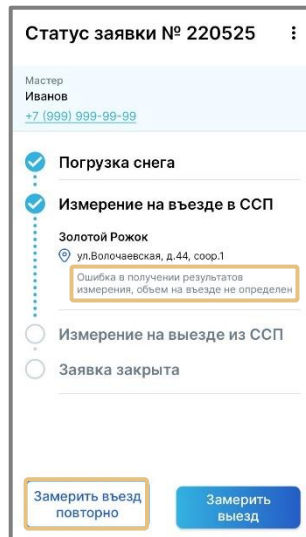 Статус заявки № 220525
Мастер
Иванов
+7 (999) 999-99-99
Погрузка снега
Измерение на въезде в ССП
Золотой Рожок
ул.Волочаевская, д.44, соор.1
Ошибка в получении результатов
измерения, объем на въезде не определен
Измерение на выезде из ССП
Заявка закрыта
Замерить въезд
повторно
Замерить
выезд